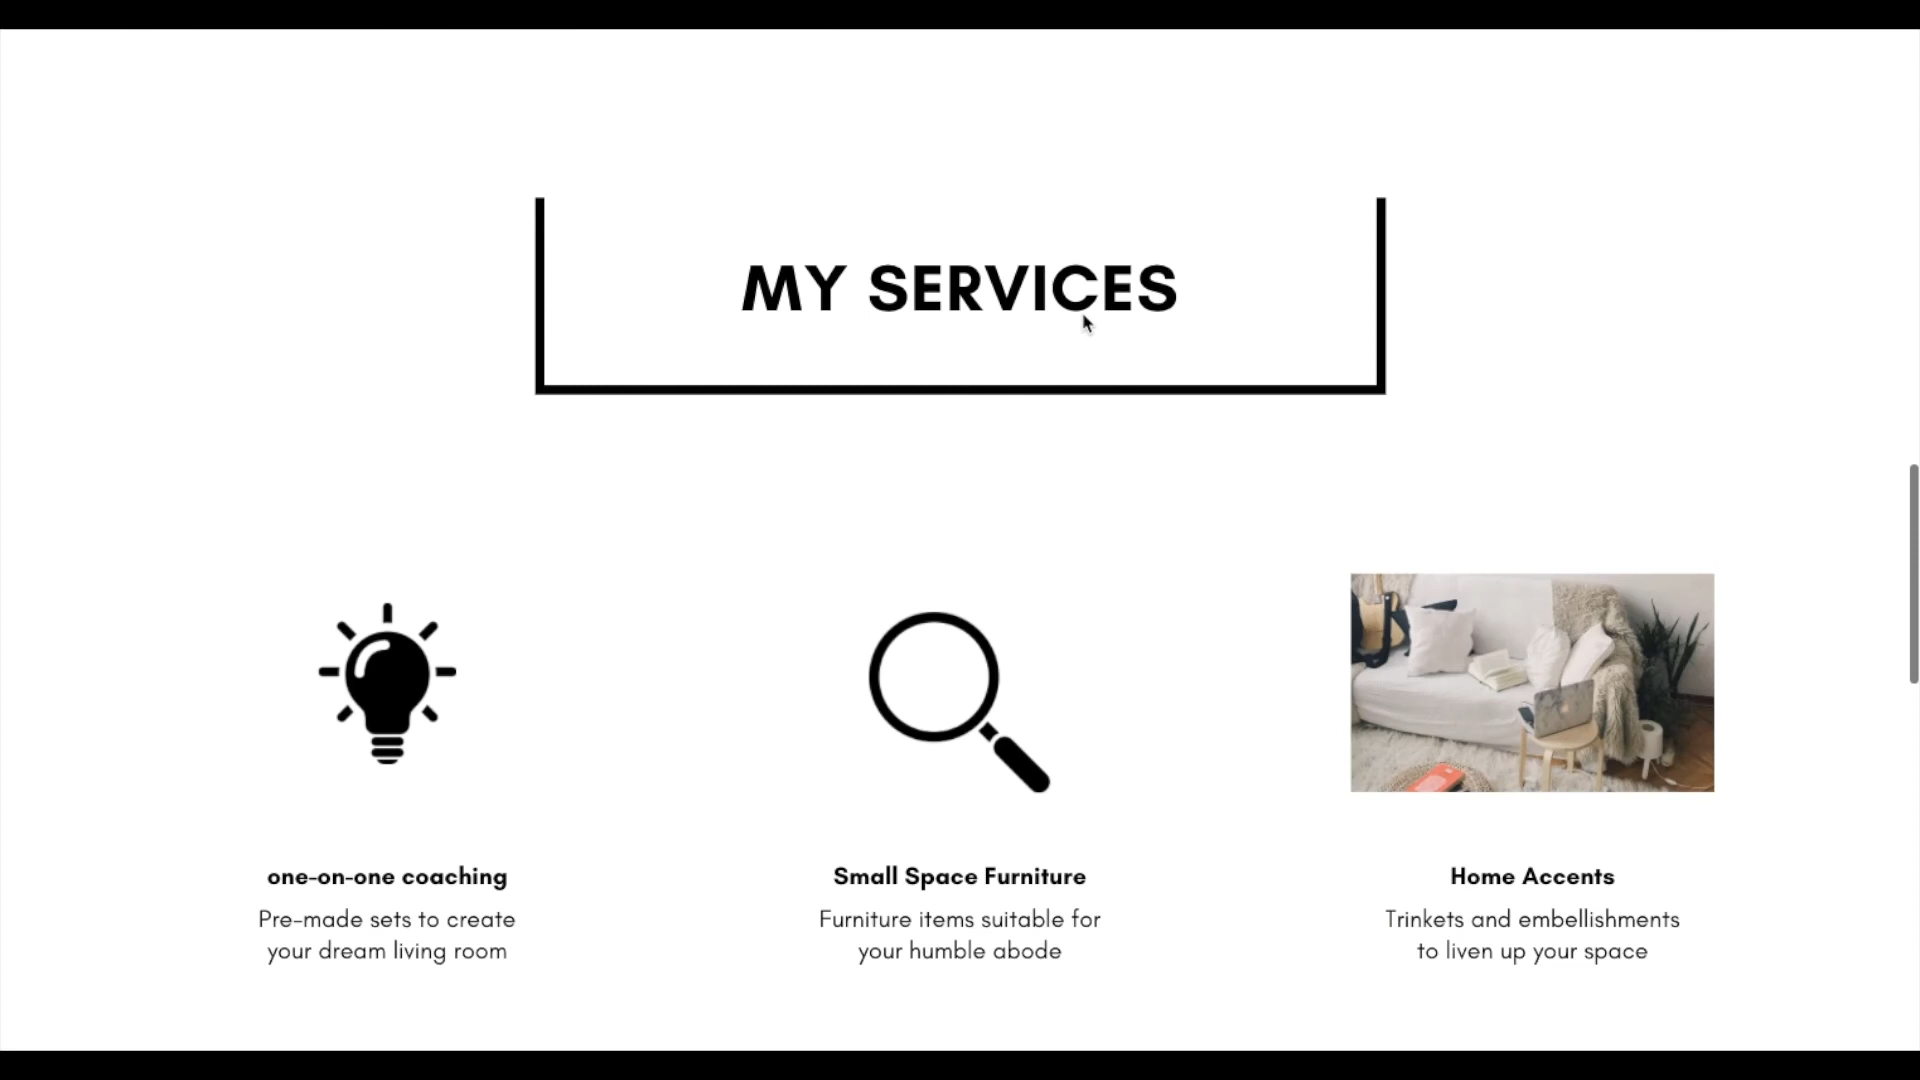 MY SERVICES
one-on-one coaching
Pre-made sets to create
your dream living room
Small Space Furniture
Furniture items suitable for
your humble abode
Home Accents
Trinkets and embellishments
to liven up your space